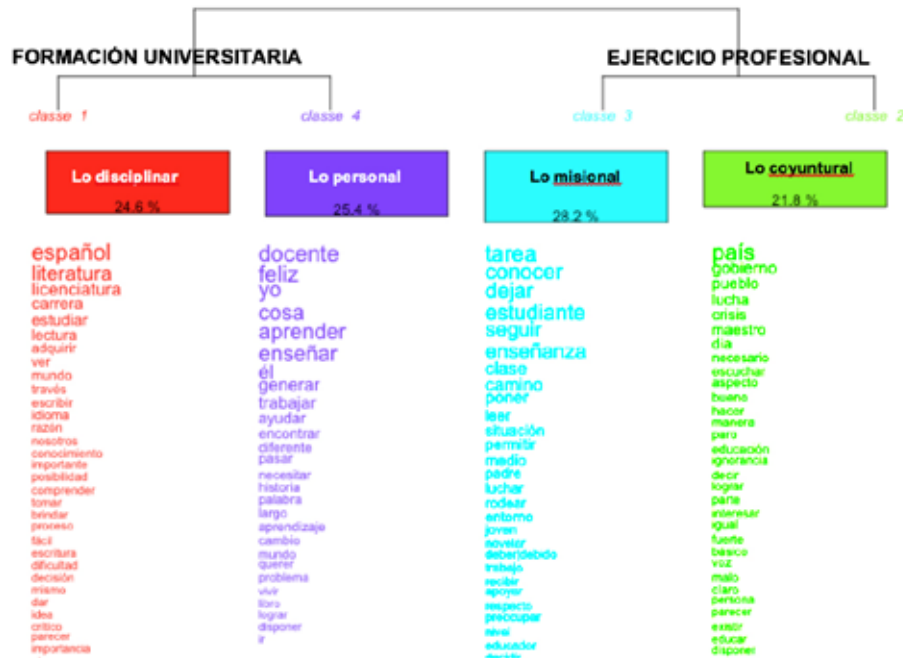 FORMACIÓN UNIVERSITARIA
EJERCICIO PROFESIONAL
classe 1
classe 4
classe 3
classe 2
Lo disciplinar
24.6 %
Lo personal
25.4 %
Lo misional
28.2 %
Lo coyuntural
21.8 %
español
literatura
licenciatura
carrera
estudiar
lectura
adquirir
ver
mundo
través
escribir
idioma
razón
nosotros
conocimiento
importante
posibilidad
comprender
tomar
brindar
proceso
fácil
escritura
dificultad
decisión
mismo
dar
idea
crítico
parecer
importancia
docente
feliz
yo
cosa
aprender
enseñar
él
generar
trabajar
ayudar
encontrar
diferente
pasar
necesitar
historia
palabra
largo
aprendizaje
cambio
mundo
querer
problema
vivir
libro
lograr
disponer
ir
tarea
conocer
dejar
estudiante
seguir
enseñanza
clase
camino
poner
leer
situación
permitir
medio
padre
luchar
rodear
entorno
joven
novelar
deber|debido
trabajo
recibir
apoyar
respecto
preocupar
nivel
educador
país
gobierno
pueblo
lucha
crisis
maestro
día
necesario
escuchar
aspecto
bueno
hacer
manera
paro
educación
ignorancia
decir
lograr
parte
interesar
igual
fuerte
básico
voz
malo
claro
persona
parecer
existir
educar
disponer